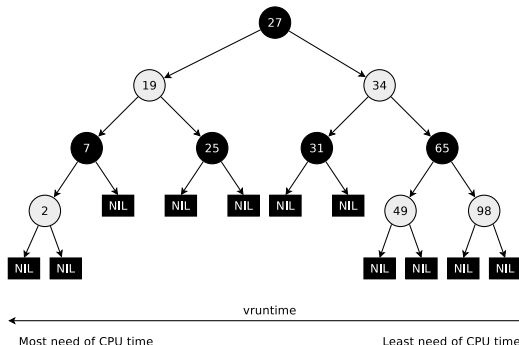 27
19 34
7 25 31 65
NIL NIL NIL NIL NIL
2 49 98
NIL NIL NIL NIL NIL NIL
vruntime
Most need of CPU time Least need of CPU time